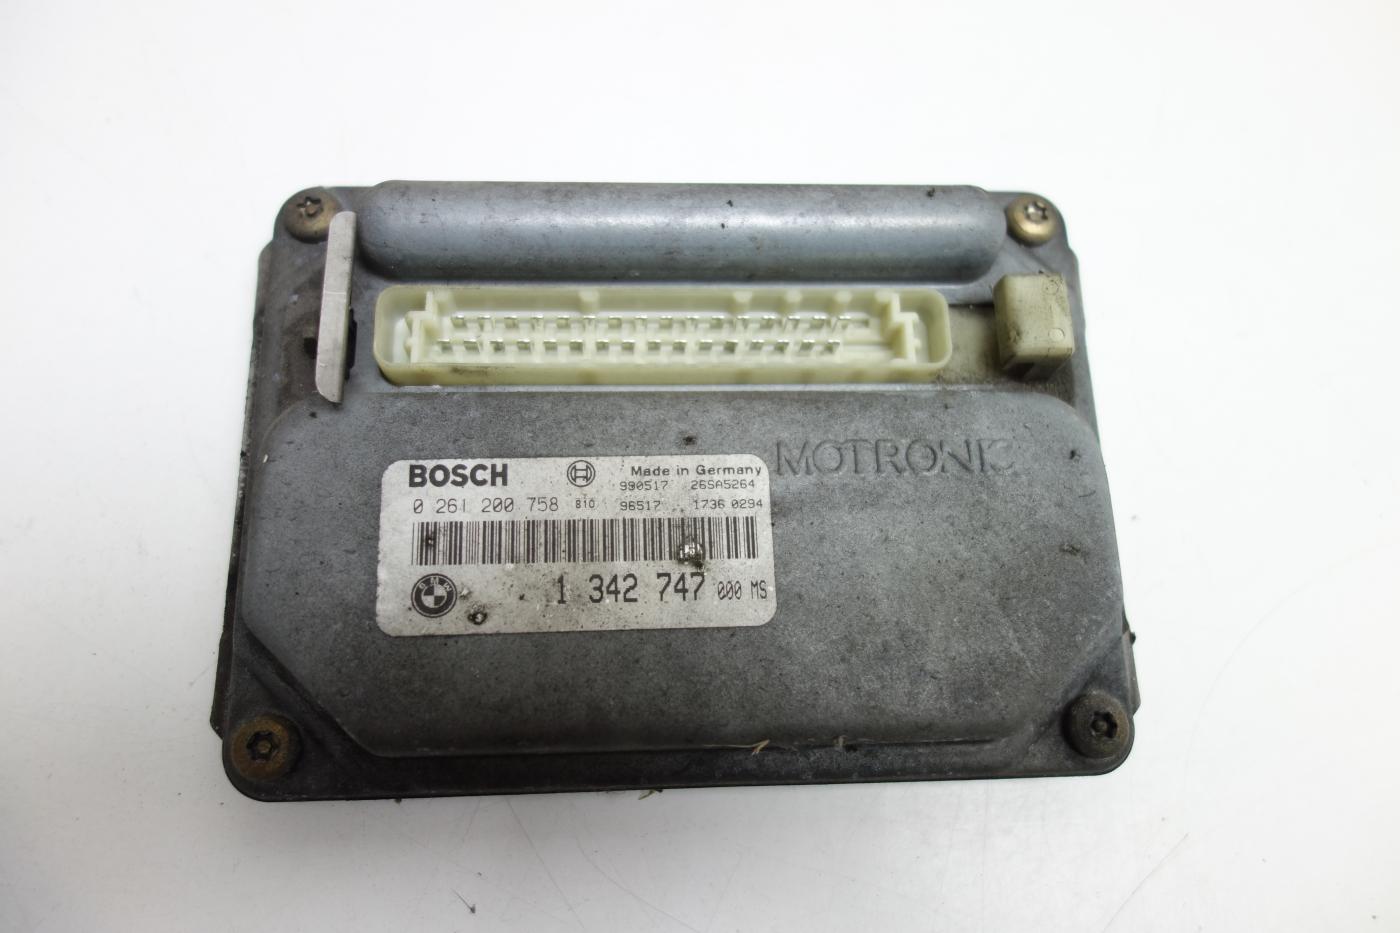 MOTRONIC
BOSCH Made in Germany
990517 26SA5264
0 261 200 758 810 96517 1736 0294
BMW
1 342 747 000 MS